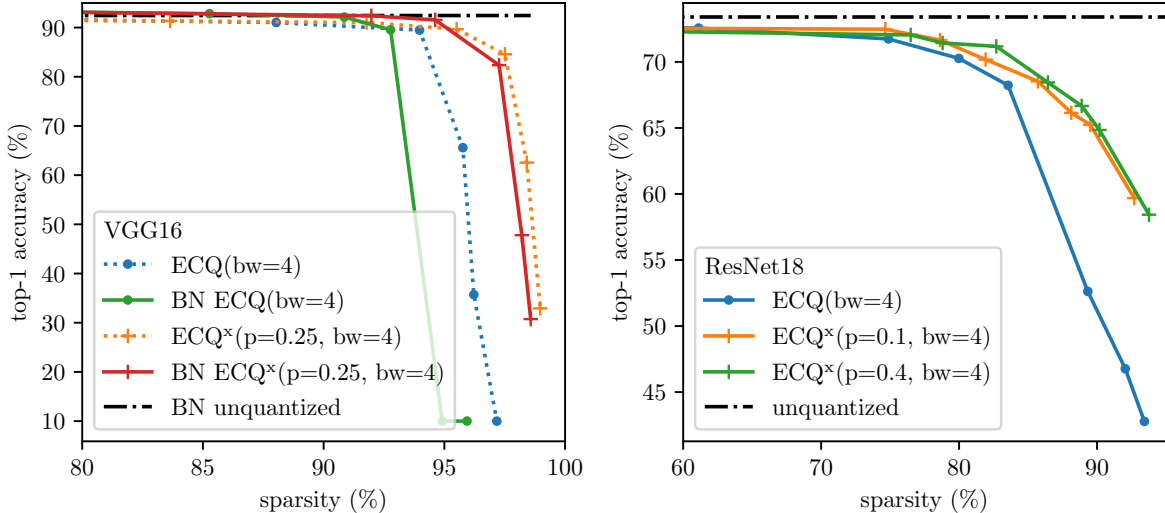 top-1 accuracy (%)
90
80
70
60
50
40
30
20
10
VGG16
ECQ(bw=4)
BN ECQ(bw=4)
ECQˣ(p=0.25, bw=4)
BN ECQˣ(p=0.25, bw=4)
BN unquantized
80 85 90 95 100
sparsity (%)
top-1 accuracy (%)
70
65
60
55
50
45
ResNet18
ECQ(bw=4)
ECQˣ(p=0.1, bw=4)
ECQˣ(p=0.4, bw=4)
unquantized
60 70 80 90
sparsity (%)